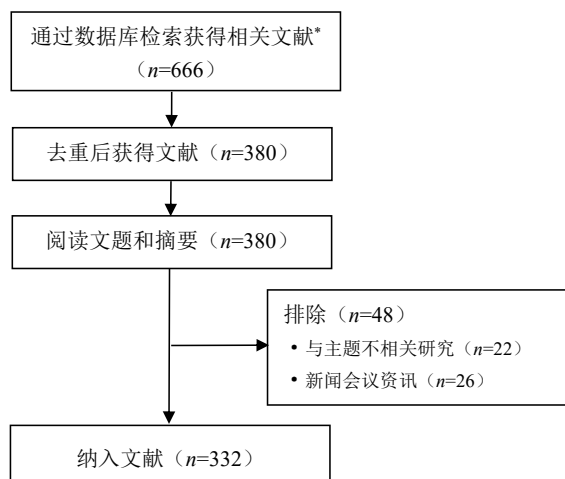 通过数据库检索获得相关文献*
（n=666）
去重后获得文献（n=380）
阅读文题和摘要（n=380）
排除（n=48）
• 与主题不相关研究（n=22）
• 新闻会议资讯（n=26）
纳入文献（n=332）